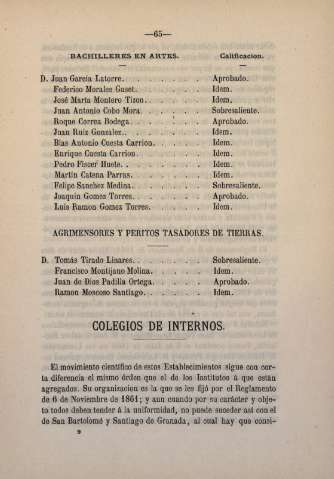 —65—
BACHILLERES EN ARTES. Calificacion.
D. Juan García Latorre. . . . . . . Aprobado.
Federico Morales Guset. . . . . . Idem.
José María Montero Tizon. . . . . Idem.
Juan Antonio Cobo Mora. . . . . . Sobresaliente.
Roque Correa Bodega . . . . . . Aprobado.
Juan Ruiz Gonzalez. . . . . . . Idem.
Blas Antonio Cuesta Carrion. . . . . Idem.
Enrique Cuesta Carrion. . . . . . Idem.
Pedro Fiscer Huete. . . . . . . Idem.
Martin Catena Parras . . . . . . Idem.
Felipe Sanchez Medina. . . . . . Sobresaliente.
Joaquin Gomez Torres. . . . . . Aprobado.
Luis Ramon Gomez Torres. . . . . Idem.
AGRIMENSORES Y PERITOS TASADORES DE TIERRAS.
D. Tomás Tirado Linares. . . . . . Sobresaliente.
Francisco Montijano Molina. . . . . Idem.
Juan de Dios Padilla Ortega. . . . . Aprobado.
Ramon Moscoso Santiago. . . . . . Idem.
COLEGIOS DE INTERNOS.
El movimiento científico de estos Establecimientos sigue con cor-
ta diferencia el mismo órden que el de los Institutos á que están
agregados. Su organizacion es la que se les fijó por el Reglamento
de 6 de Noviembre de 1861; y aun cuando por su carácter y obje-
to todos deben tender á la uniformidad, no puede suceder así con el
de San Bartolomé y Santiago de Granada, al cual hay que consi-
9